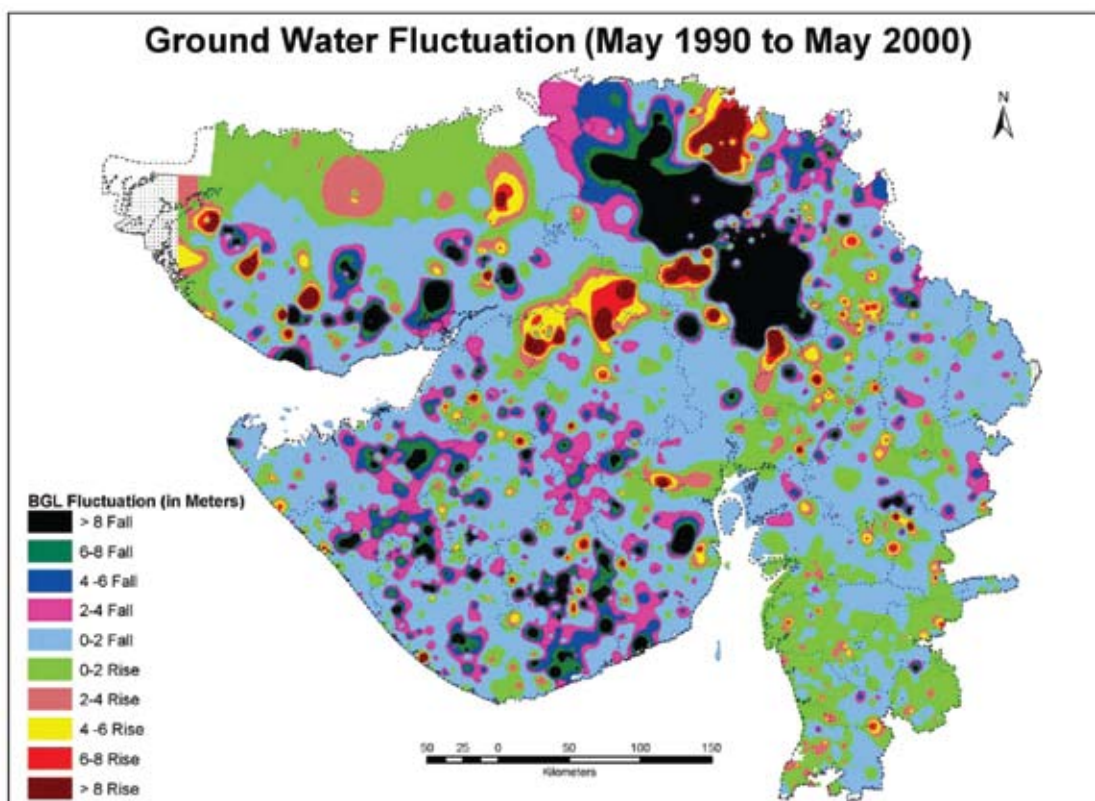 Ground Water Fluctuation (May 1990 to May 2000)
N
BGL Fluctuation (in Meters)
> 8 Fall
6-8 Fall
4 -6 Fall
2-4 Fall
0-2 Fall
0-2 Rise
2-4 Rise
4 -6 Rise
6-8 Rise
> 8 Rise
50 25 0 50 100 150
Kilometers